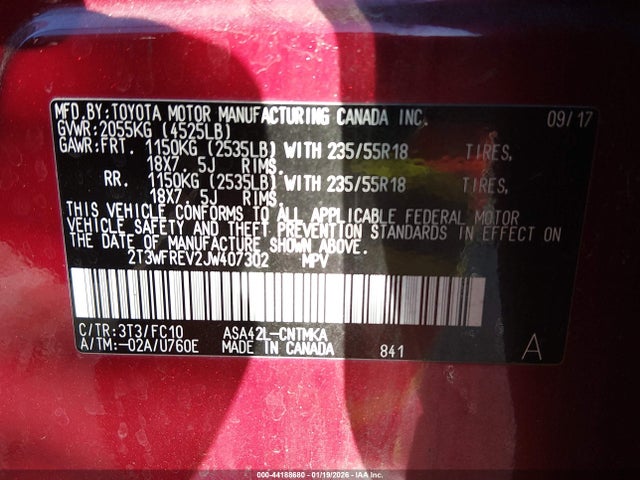 MFD.BY:TOYOTA MOTOR MANUFACTURING CANADA INC. 09/17
GVWR:2055KG (4525LB)
GAWR:FRT. 1150KG (2535LB) WITH 235/55R18 TIRES,
18X7.5J RIMS.
RR. 1150KG (2535LB) WITH 235/55R18 TIRES,
18X7.5J RIMS.
THIS VEHICLE CONFORMS TO ALL APPLICABLE FEDERAL MOTOR
VEHICLE SAFETY AND THEFT PREVENTION STANDARDS IN EFFECT ON
THE DATE OF MANUFACTURE SHOWN ABOVE.
2T3WFREV2JW407302 MPV
C/TR:3T3/FC10 ASA42L-CNTMKA
A/TM:-02A/U760E MADE IN CANADA 841 A
000-44188680 - 01/19/2026 - IAA Inc.